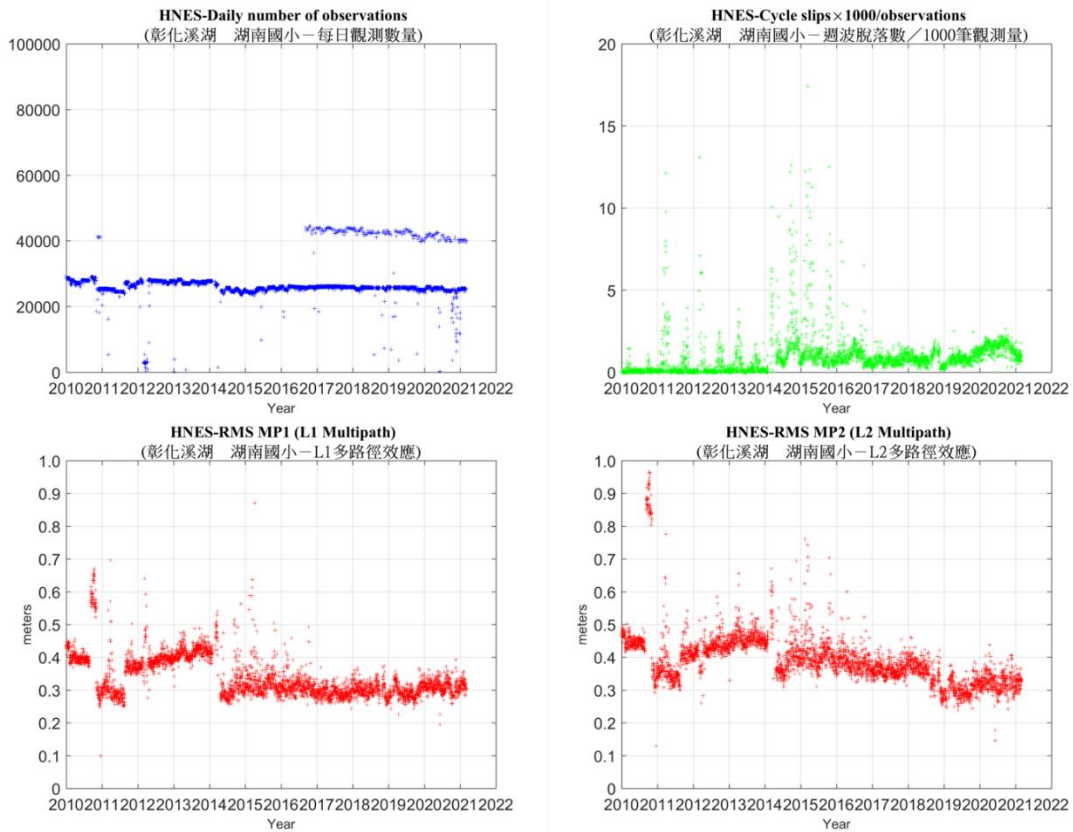 HNES-Daily number of observations
(彰化溪湖　湖南國小－每日觀測數量)
100000
80000
60000
40000
20000
0
2010 2011 2012 2013 2014 2015 2016 2017 2018 2019 2020 2021 2022
Year
HNES-Cycle slips×1000/observations
(彰化溪湖　湖南國小－週波脫落數／1000筆觀測量)
20
15
10
5
0
2010 2011 2012 2013 2014 2015 2016 2017 2018 2019 2020 2021 2022
Year
HNES-RMS MP1 (L1 Multipath)
(彰化溪湖　湖南國小－L1多路徑效應)
meters
1.0
0.9
0.8
0.7
0.6
0.5
0.4
0.3
0.2
0.1
0
2010 2011 2012 2013 2014 2015 2016 2017 2018 2019 2020 2021 2022
Year
HNES-RMS MP2 (L2 Multipath)
(彰化溪湖　湖南國小－L2多路徑效應)
meters
1.0
0.9
0.8
0.7
0.6
0.5
0.4
0.3
0.2
0.1
0
2010 2011 2012 2013 2014 2015 2016 2017 2018 2019 2020 2021 2022
Year